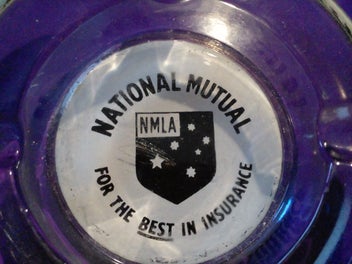 NATIONAL MUTUAL
NMLA
FOR THE BEST IN INSURANCE